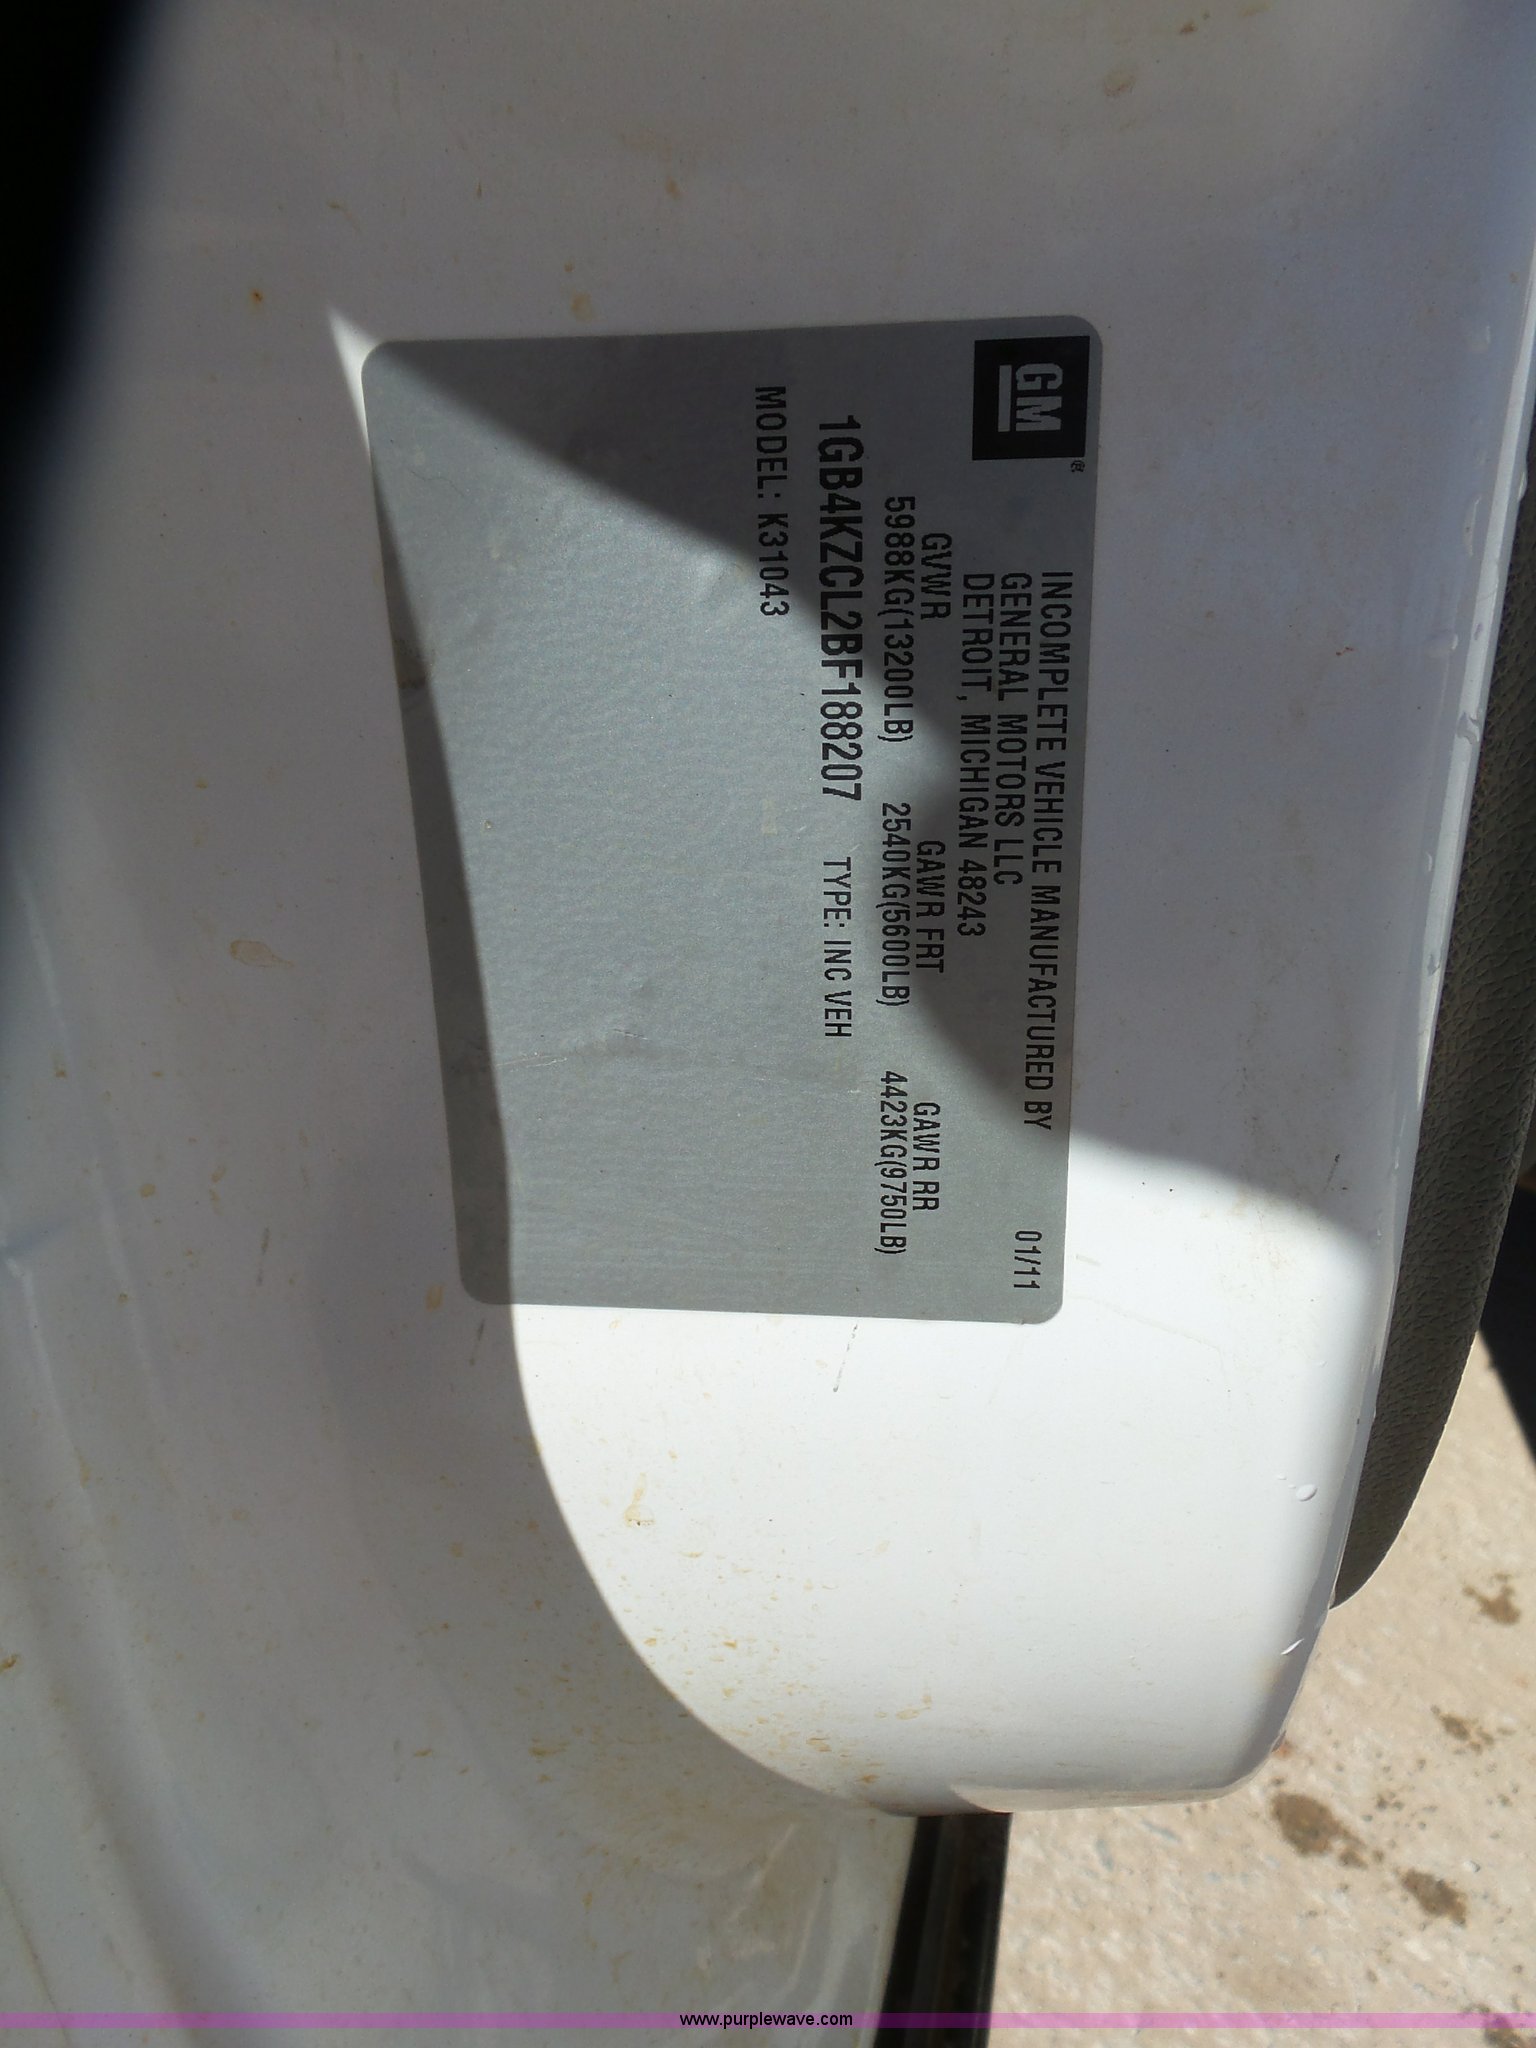 GM®
INCOMPLETE VEHICLE MANUFACTURED BY 01/11
GENERAL MOTORS LLC
DETROIT, MICHIGAN 48243
GVWR GAWR FRT GAWR RR
5988KG(13200LB) 2540KG(5600LB) 4423KG(9750LB)
1GB4KZCL2BF188207 TYPE: INC VEH
MODEL: K31043
www.purplewave.com